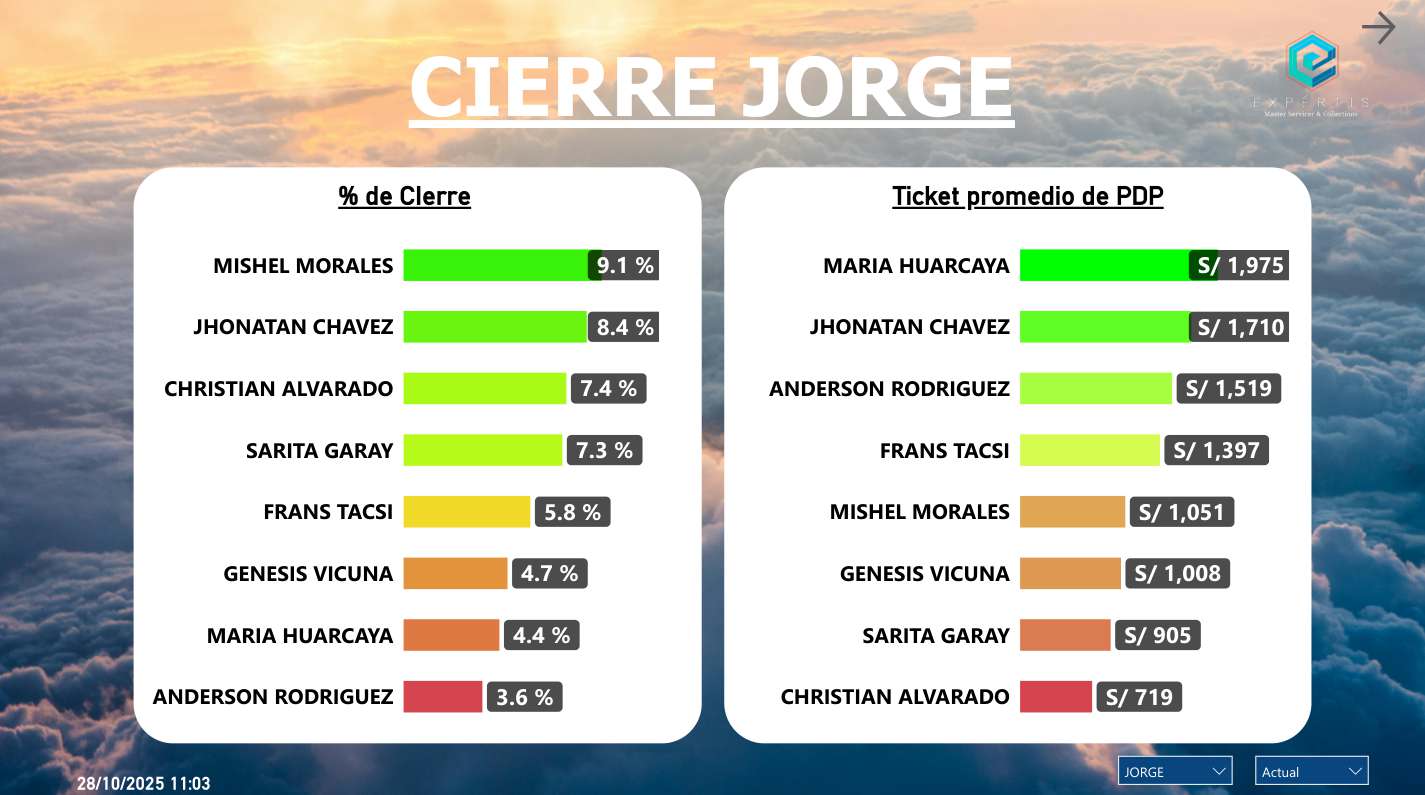 CIERRE JORGE
EXPERTIS
Master Servicer & Collections
% de CIerre
MISHEL MORALES 9.1 %
JHONATAN CHAVEZ 8.4 %
CHRISTIAN ALVARADO 7.4 %
SARITA GARAY 7.3 %
FRANS TACSI 5.8 %
GENESIS VICUNA 4.7 %
MARIA HUARCAYA 4.4 %
ANDERSON RODRIGUEZ 3.6 %
Ticket promedio de PDP
MARIA HUARCAYA S/ 1,975
JHONATAN CHAVEZ S/ 1,710
ANDERSON RODRIGUEZ S/ 1,519
FRANS TACSI S/ 1,397
MISHEL MORALES S/ 1,051
GENESIS VICUNA S/ 1,008
SARITA GARAY S/ 905
CHRISTIAN ALVARADO S/ 719
28/10/2025 11:03
JORGE
Actual